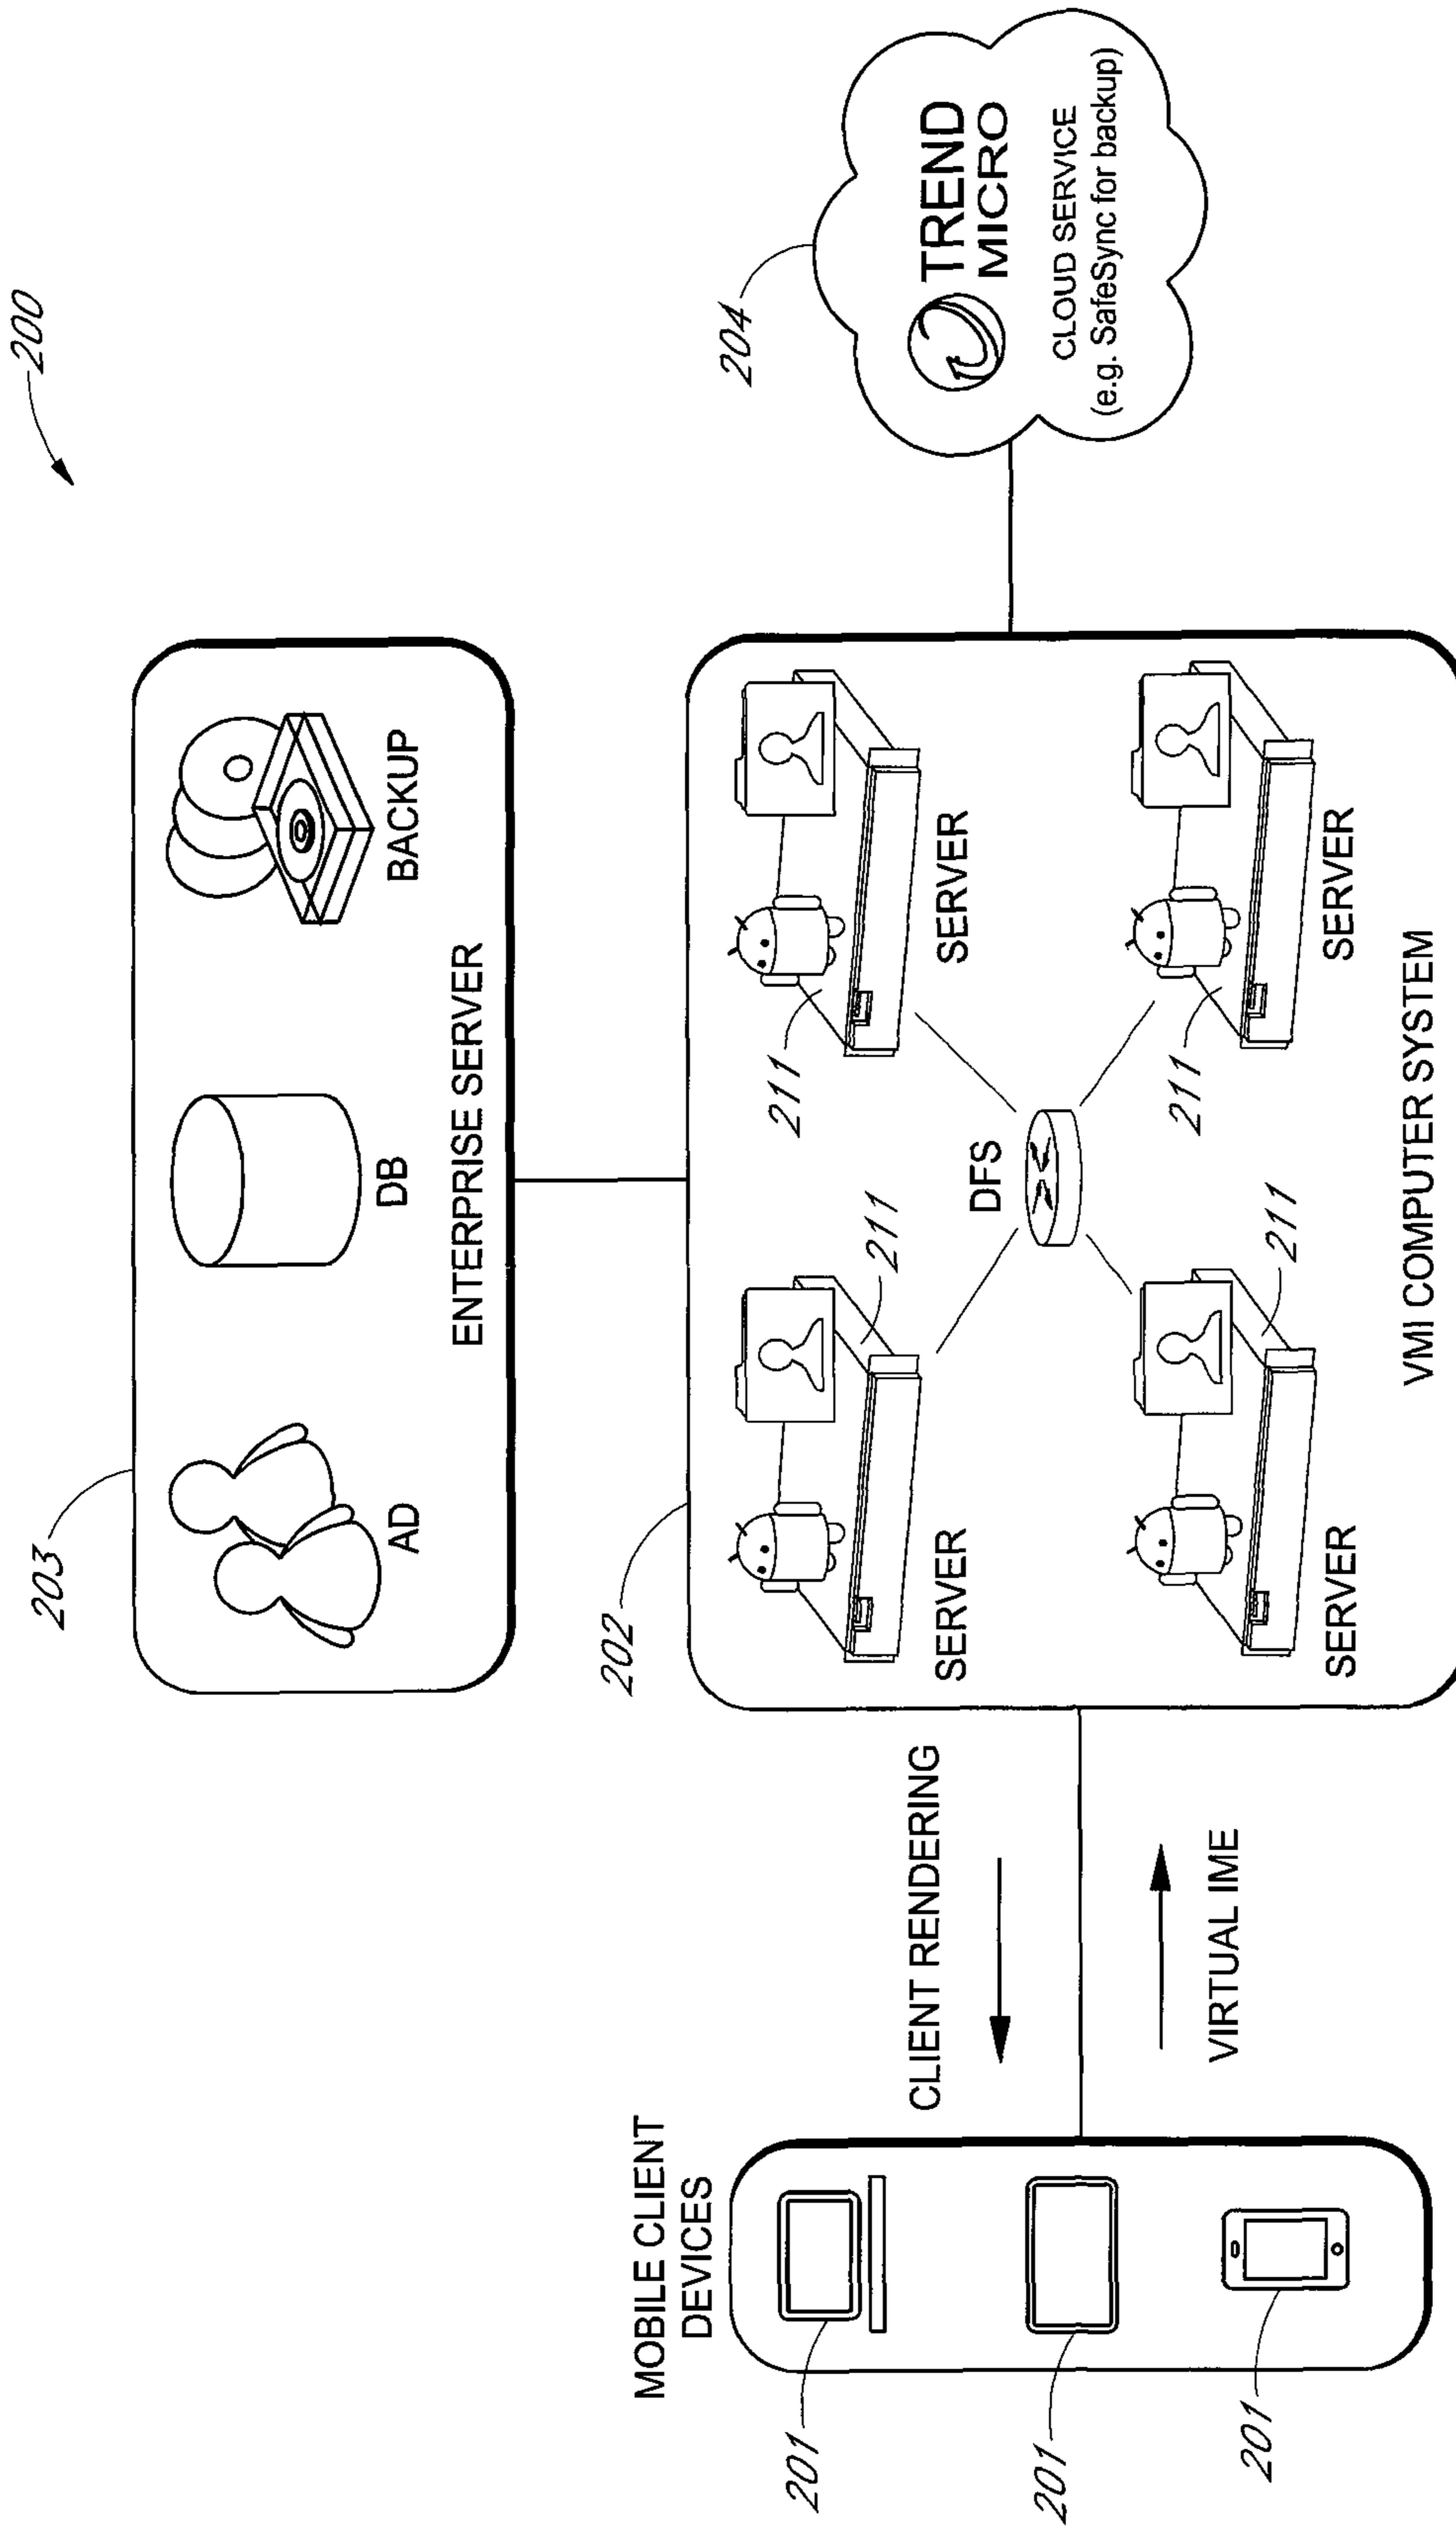 200
203
AD
DB
BACKUP
ENTERPRISE SERVER
202
204
MOBILE CLIENT
DEVICES
201
201
201
CLIENT RENDERING
VIRTUAL IME
211
SERVER
211
SERVER
DFS
211
SERVER
211
SERVER
VMI COMPUTER SYSTEM
TREND
MICRO
CLOUD SERVICE
(e.g. SafeSync for backup)